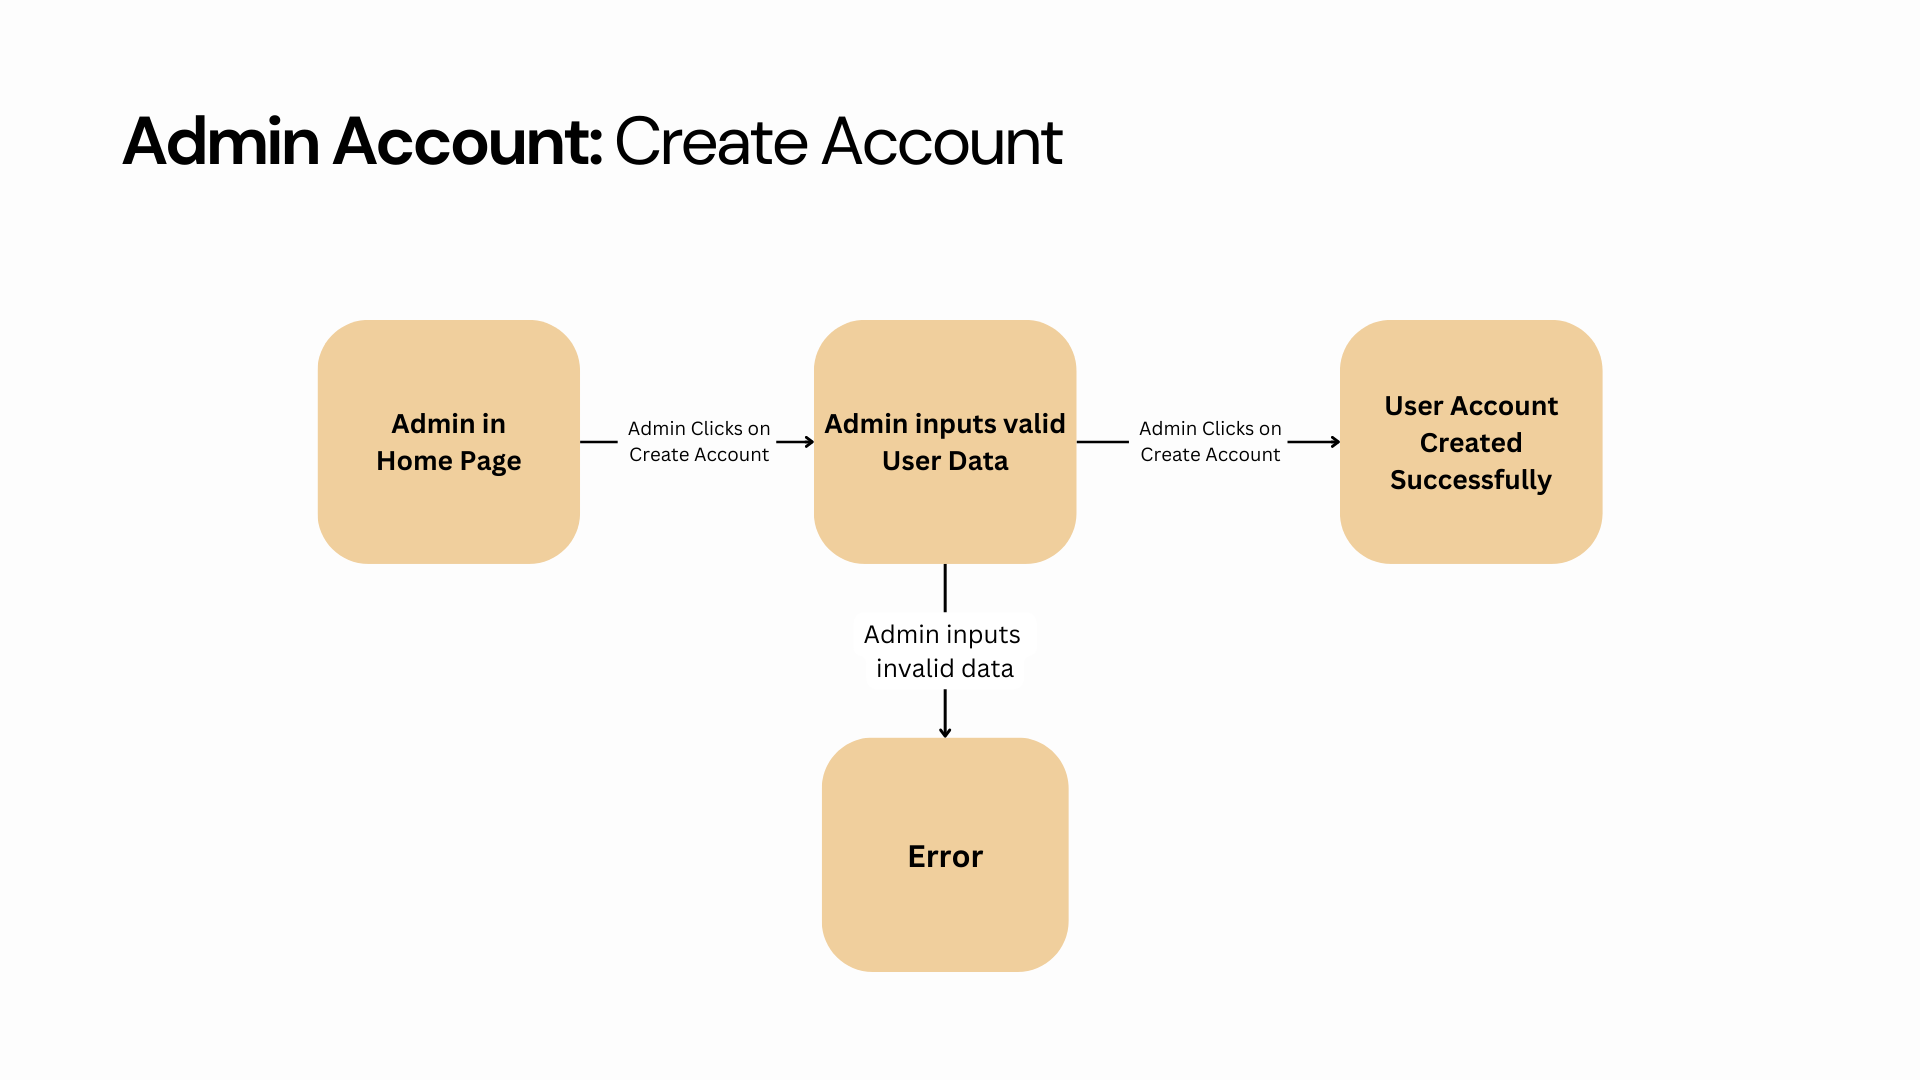 Admin Account: Create Account
Admin in
Home Page
Admin Clicks on
Create Account
Admin inputs valid
User Data
Admin Clicks on
Create Account
User Account
Created
Successfully
Admin inputs
invalid data
Error